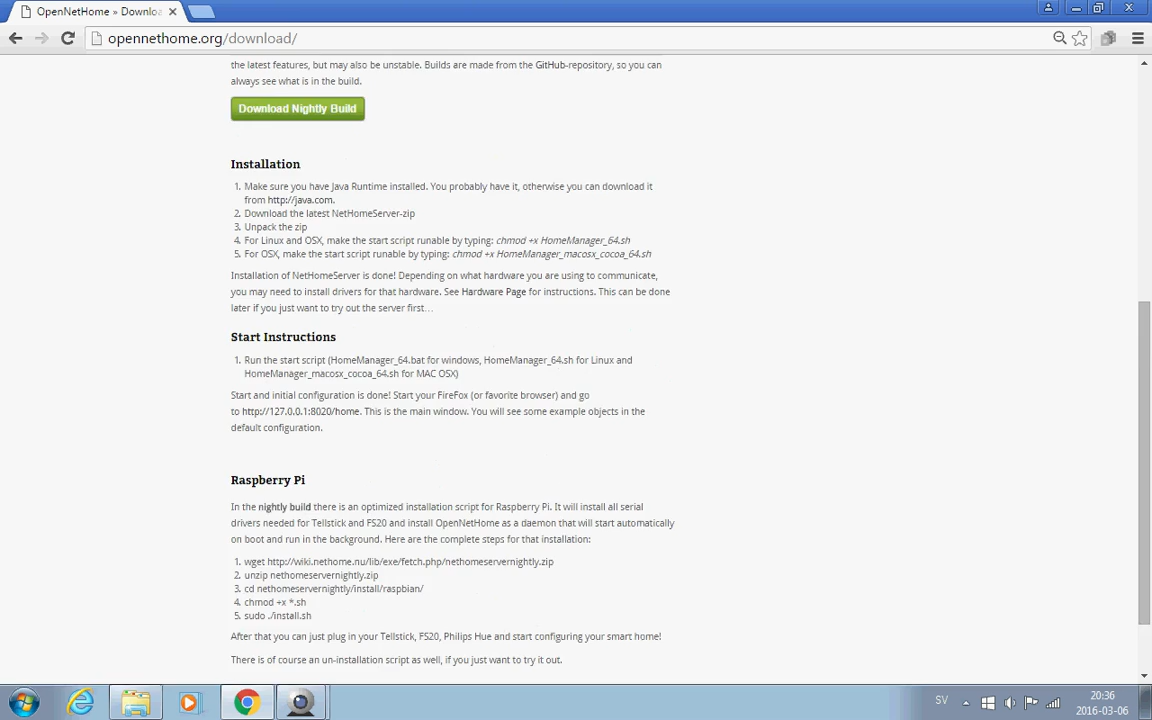 OpenNetHome » Downloa
opennethome.org/download/
the latest features, but may also be unstable. Builds are made from the GitHub-repository, so you can
always see what is in the build.
Download Nightly Build
Installation
1. Make sure you have Java Runtime installed. You probably have it, otherwise you can download it
from http://java.com.
2. Download the latest NetHomeServer-zip
3. Unpack the zip
4. For Linux and OSX, make the start script runable by typing: chmod +x HomeManager_64.sh
5. For OSX, make the start script runable by typing: chmod +x HomeManager_macosx_cocoa_64.sh
Installation of NetHomeServer is done! Depending on what hardware you are using to communicate,
you may need to install drivers for that hardware. See Hardware Page for instructions. This can be done
later if you just want to try out the server first…
Start Instructions
1. Run the start script (HomeManager_64.bat for windows, HomeManager_64.sh for Linux and
HomeManager_macosx_cocoa_64.sh for MAC OSX)
Start and initial configuration is done! Start your FireFox (or favorite browser) and go
to http://127.0.0.1:8020/home. This is the main window. You will see some example objects in the
default configuration.
Raspberry Pi
In the nightly build there is an optimized installation script for Raspberry Pi. It will install all serial
drivers needed for Tellstick and FS20 and install OpenNetHome as a daemon that will start automatically
on boot and run in the background. Here are the complete steps for that installation:
1. wget http://wiki.nethome.nu/lib/exe/fetch.php/nethomeservernightly.zip
2. unzip nethomeservernightly.zip
3. cd nethomeservernightly/install/raspbian/
4. chmod +x *.sh
5. sudo ./install.sh
After that you can just plug in your Tellstick, FS20, Philips Hue and start configuring your smart home!
There is of course an un-installation script as well, if you just want to try it out.
SV
20:36
2016-03-06